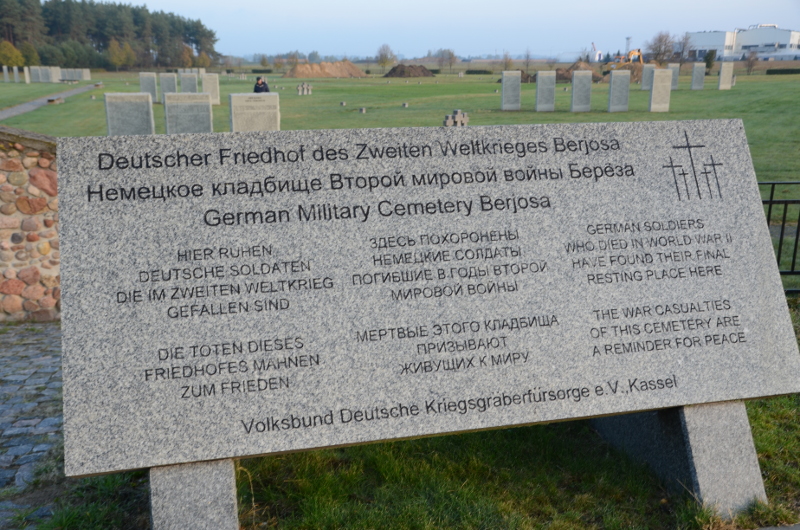 Deutscher Friedhof des Zweiten Weltkrieges Berjosa
Немецкое кладбище Второй мировой войны Берёза
German Military Cemetery Berjosa
HIER RUHEN
DEUTSCHE SOLDATEN
DIE IM ZWEITEN WELTKRIEG
GEFALLEN SIND
DIE TOTEN DIESES
FRIEDHOFES MAHNEN
ZUM FRIEDEN
ЗДЕСЬ ПОХОРОНЕНЫ
НЕМЕЦКИЕ СОЛДАТЫ
ПОГИБШИЕ В ГОДЫ ВТОРОЙ
МИРОВОЙ ВОЙНЫ
МЕРТВЫЕ ЭТОГО КЛАДБИЩА
ПРИЗЫВАЮТ
ЖИВУЩИХ К МИРУ
GERMAN SOLDIERS
WHO DIED IN WORLD WAR II
HAVE FOUND THEIR FINAL
RESTING PLACE HERE
THE WAR CASUALTIES
OF THIS CEMETERY ARE
A REMINDER FOR PEACE
Volksbund Deutsche Kriegsgraberfürsorge e.V.,Kassel